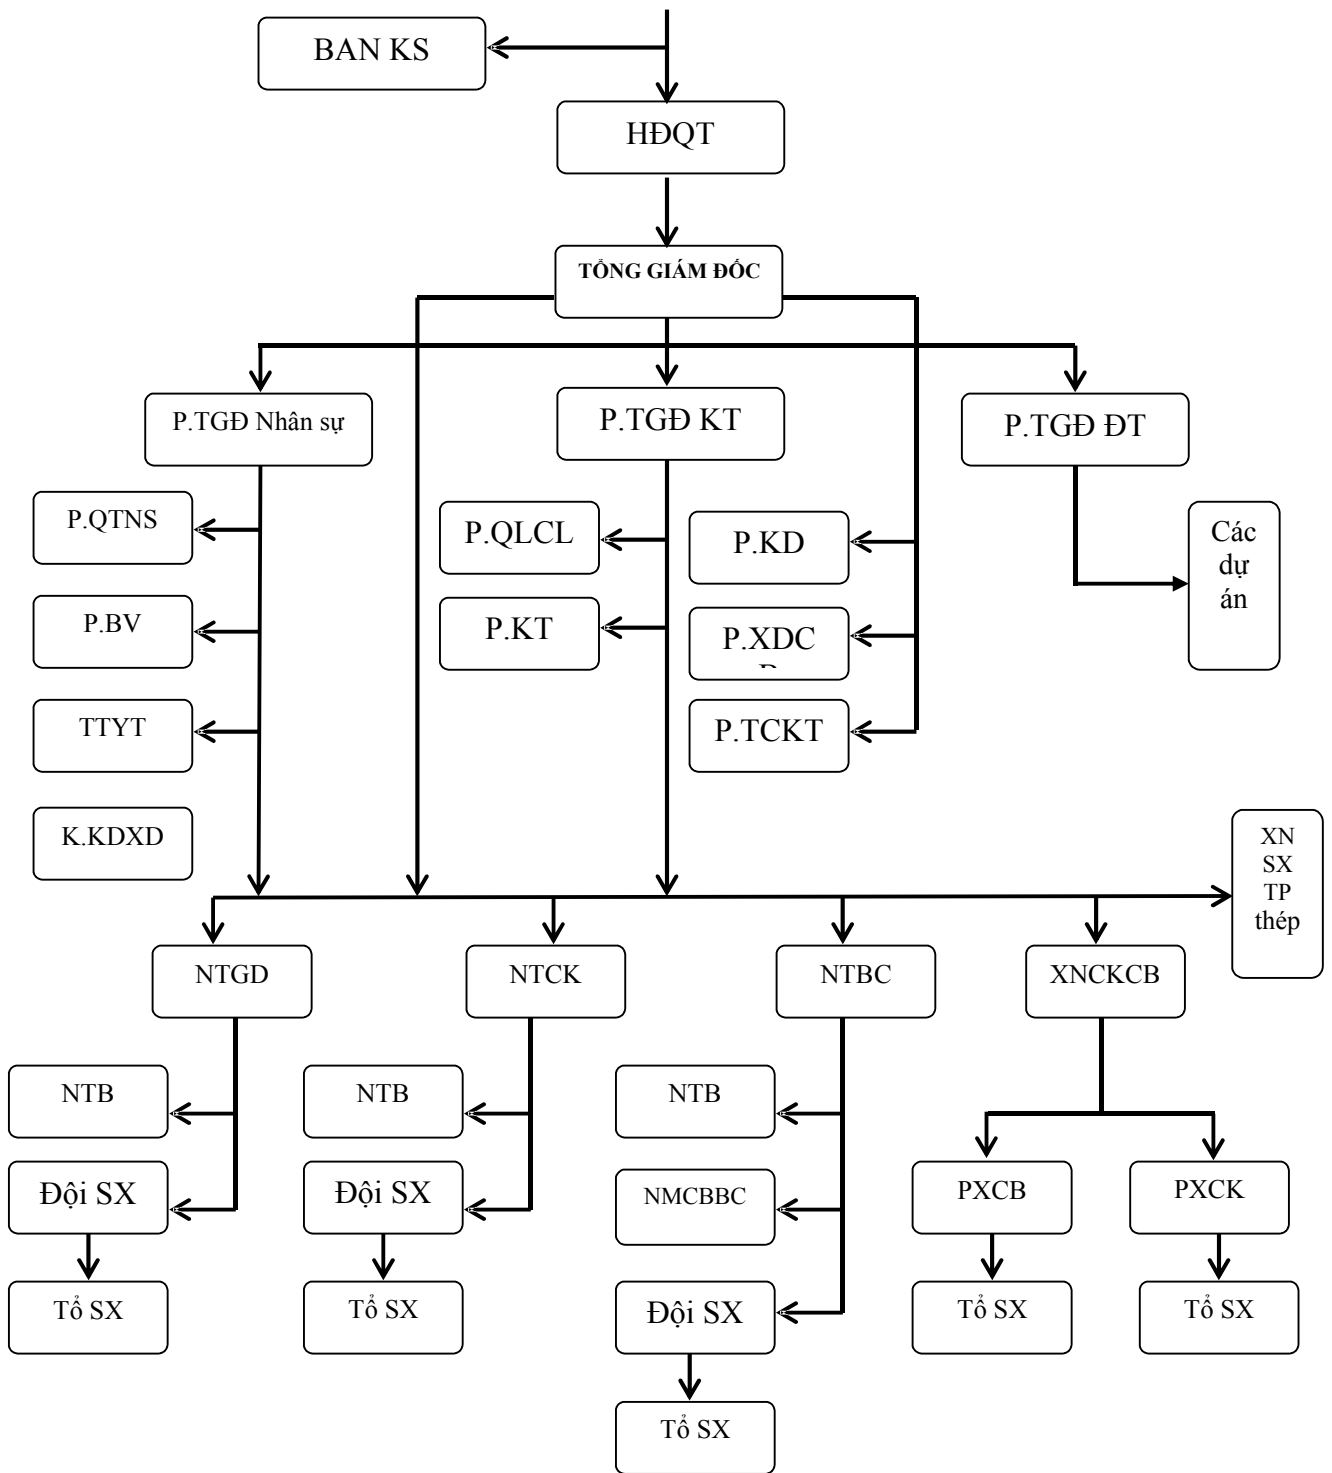 BAN KS
HĐQT
TỔNG GIÁM ĐỐC
P.TGĐ Nhân sự
P.TGĐ KT
P.TGĐ ĐT
P.QTNS
P.QLCL
P.KD
Các
dự
án
P.BV
P.KT
P.XDC
TTYT
P.TCKT
K.KDXD
XN
SX
TP
thép
NTGD
NTCK
NTBC
XNCKCB
NTB
NTB
NTB
Đội SX
Đội SX
NMCBBC
PXCB
PXCK
Tổ SX
Tổ SX
Đội SX
Tổ SX
Tổ SX
Tổ SX